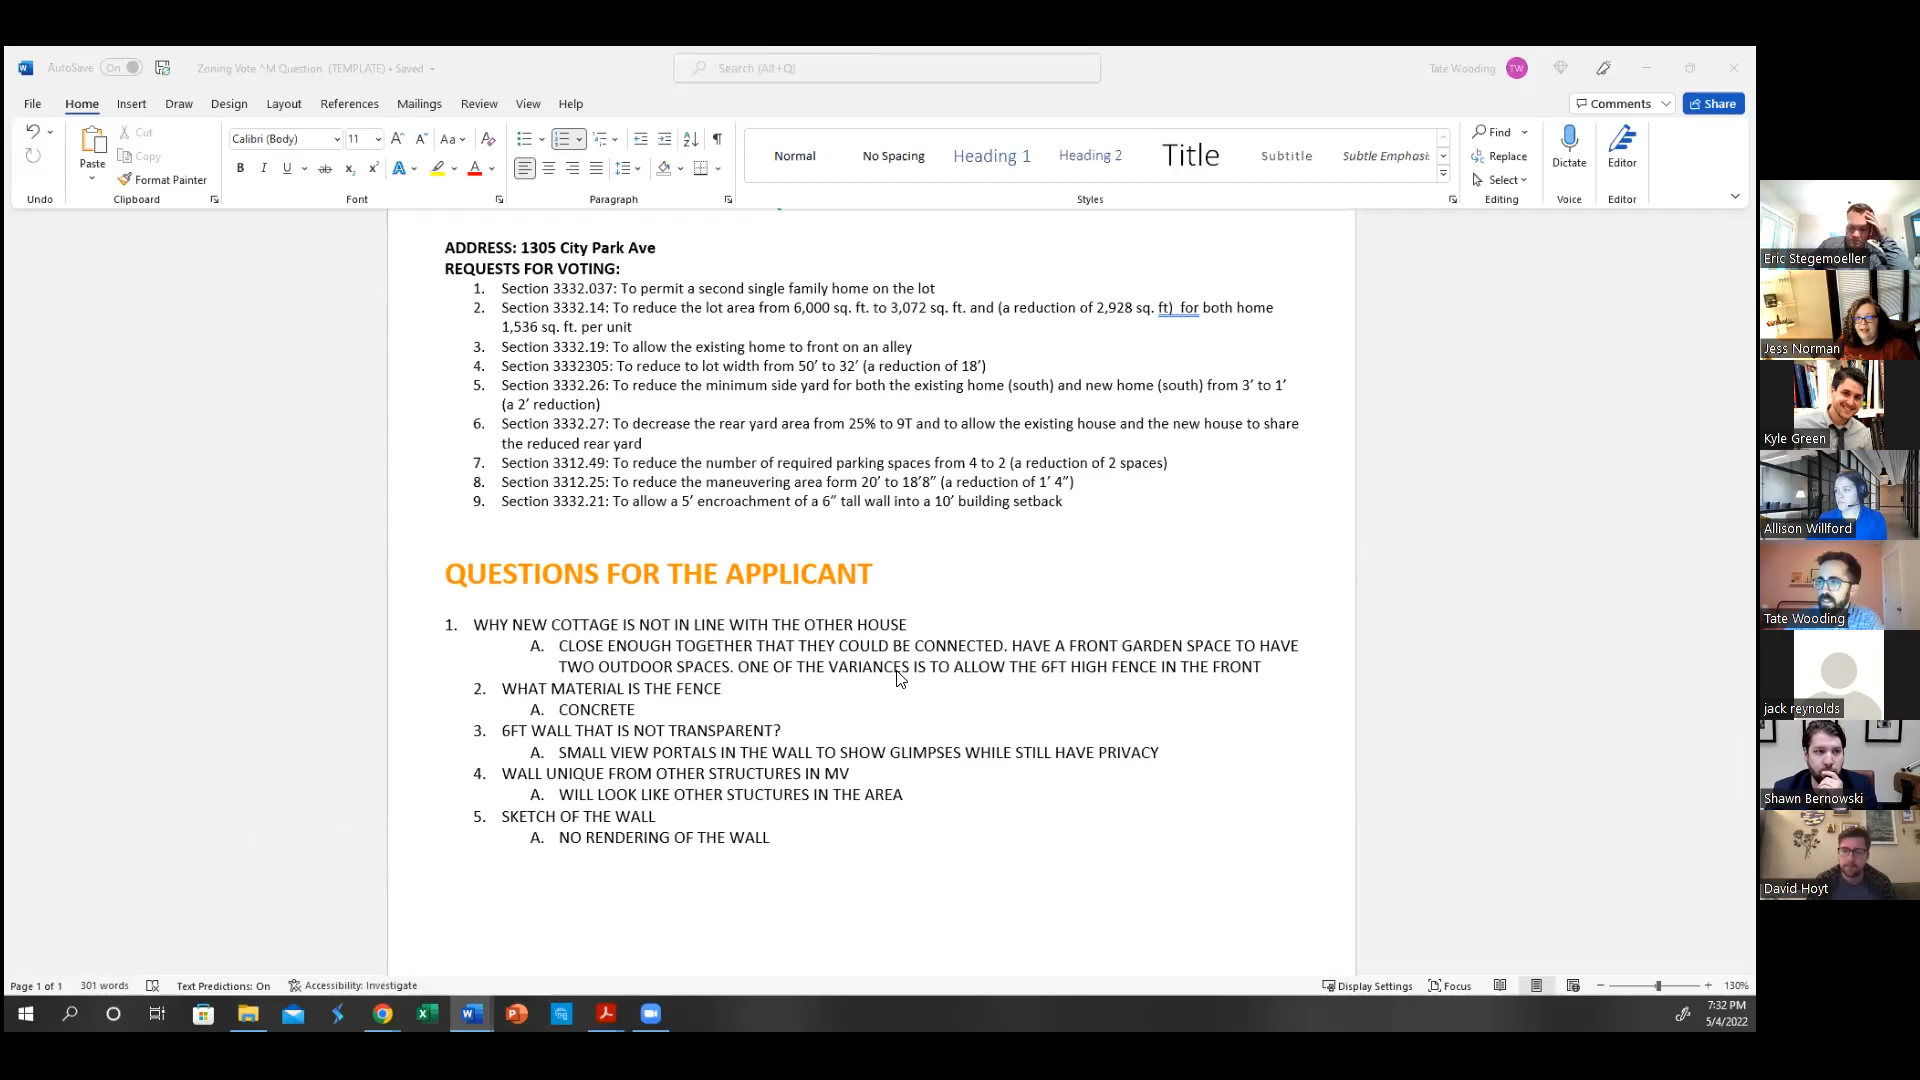 AutoSave On Zoning Vote ^M Question (TEMPLATE) • Saved Search (Alt+Q) Tate Wooding TW
File Home Insert Draw Design Layout References Mailings Review View Help Comments Share
Cut
Copy
Paste
Format Painter
Calibri (Body) 11
Normal No Spacing Heading 1 Heading 2 Title Subtitle Subtle Emphasi
Find
Replace
Select
Dictate Editor
Undo Clipboard Font Paragraph Styles Editing Voice Editor
ADDRESS: 1305 City Park Ave
REQUESTS FOR VOTING:
1. Section 3332.037: To permit a second single family home on the lot
2. Section 3332.14: To reduce the lot area from 6,000 sq. ft. to 3,072 sq. ft. and (a reduction of 2,928 sq. ft) for both home
1,536 sq. ft. per unit
3. Section 3332.19: To allow the existing home to front on an alley
4. Section 3332305: To reduce to lot width from 50’ to 32’ (a reduction of 18’)
5. Section 3332.26: To reduce the minimum side yard for both the existing home (south) and new home (south) from 3’ to 1’
(a 2’ reduction)
6. Section 3332.27: To decrease the rear yard area from 25% to 9T and to allow the existing house and the new house to share
the reduced rear yard
7. Section 3312.49: To reduce the number of required parking spaces from 4 to 2 (a reduction of 2 spaces)
8. Section 3312.25: To reduce the maneuvering area form 20’ to 18’8” (a reduction of 1’ 4”)
9. Section 3332.21: To allow a 5’ encroachment of a 6” tall wall into a 10’ building setback
QUESTIONS FOR THE APPLICANT
1. WHY NEW COTTAGE IS NOT IN LINE WITH THE OTHER HOUSE
A. CLOSE ENOUGH TOGETHER THAT THEY COULD BE CONNECTED. HAVE A FRONT GARDEN SPACE TO HAVE
TWO OUTDOOR SPACES. ONE OF THE VARIANCES IS TO ALLOW THE 6FT HIGH FENCE IN THE FRONT
2. WHAT MATERIAL IS THE FENCE
A. CONCRETE
3. 6FT WALL THAT IS NOT TRANSPARENT?
A. SMALL VIEW PORTALS IN THE WALL TO SHOW GLIMPSES WHILE STILL HAVE PRIVACY
4. WALL UNIQUE FROM OTHER STRUCTURES IN MV
A. WILL LOOK LIKE OTHER STUCTURES IN THE AREA
5. SKETCH OF THE WALL
A. NO RENDERING OF THE WALL
Page 1 of 1 301 words Text Predictions: On Accessibility: Investigate Display Settings Focus 130%
7:32 PM
5/4/2022
Eric Stegemoeller
Jess Norman
Kyle Green
Allison Willford
Tate Wooding
jack reynolds
Shawn Bernowski
David Hoyt